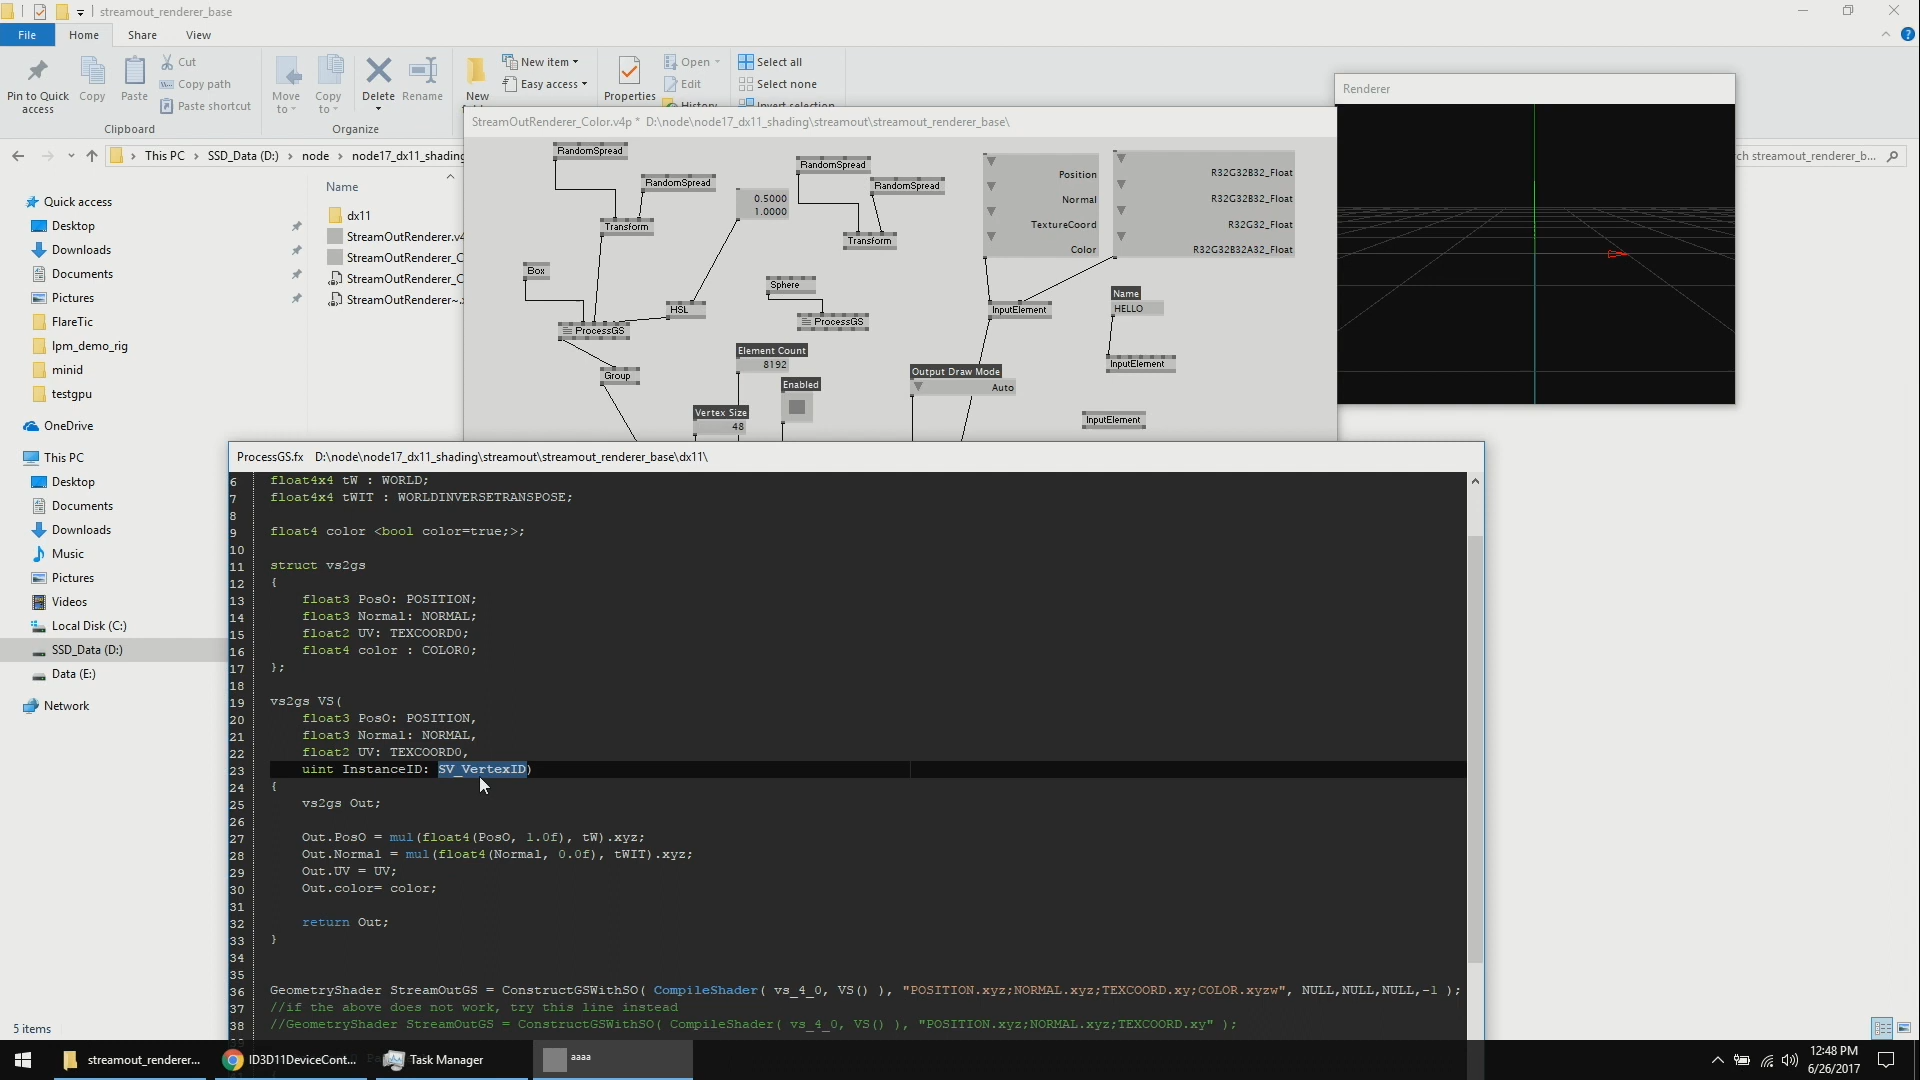 streamout_renderer_base
File
Home
Share
View
Pin to Quick access
Copy
Paste
Cut
Copy path
Paste shortcut
Clipboard
Move to
Copy to
Delete
Rename
Organize
New
New item
Easy access
Properties
Open
Edit
History
Select all
Select none
Invert selection
This PC
SSD_Data (D:)
node
node17_dx11_shading
ch streamout_renderer_b...
Quick access
Desktop
Downloads
Documents
Pictures
FlareTic
lpm_demo_rig
minid
testgpu
OneDrive
This PC
Desktop
Documents
Downloads
Music
Pictures
Videos
Local Disk (C:)
SSD_Data (D:)
Data (E:)
Network
5 items
Name
dx11
StreamOutRenderer.v4
StreamOutRenderer_C
StreamOutRenderer_C
StreamOutRenderer~.
StreamOutRenderer_Color.v4p * D:\node\node17_dx11_shading\streamout\streamout_renderer_base\
RandomSpread
RandomSpread
Transform
0.5000
1.0000
RandomSpread
RandomSpread
Transform
Box
HSL
ProcessGS
Group
Sphere
ProcessGS
Element Count
8192
Enabled
Vertex Size
48
Position
Normal
TextureCoord
Color
R32G32B32_Float
R32G32B32_Float
R32G32_Float
R32G32B32A32_Float
InputElement
Name
HELLO
InputElement
Output Draw Mode
Auto
InputElement
Renderer
ProcessGS.fx D:\node\node17_dx11_shading\streamout\streamout_renderer_base\dx11\
6 float4x4 tW : WORLD;
7 float4x4 tWIT : WORLDINVERSETRANSPOSE;
8
9 float4 color <bool color=true;>;
10
11 struct vs2gs
12 {
13 float3 PosO: POSITION;
14 float3 Normal: NORMAL;
15 float2 UV: TEXCOORD0;
16 float4 color : COLOR0;
17 };
18
19 vs2gs VS(
20 float3 PosO: POSITION,
21 float3 Normal: NORMAL,
22 float2 UV: TEXCOORD0,
23 uint InstanceID: SV_VertexID)
24 {
25 vs2gs Out;
26
27 Out.PosO = mul(float4(PosO, 1.0f), tW).xyz;
28 Out.Normal = mul(float4(Normal, 0.0f), tWIT).xyz;
29 Out.UV = UV;
30 Out.color= color;
31
32 return Out;
33 }
34
35
36 GeometryShader StreamOutGS = ConstructGSWithSO( CompileShader( vs_4_0, VS() ), "POSITION.xyz;NORMAL.xyz;TEXCOORD.xy;COLOR.xyzw", NULL,NULL,NULL,-1 );
37 //if the above does not work, try this line instead
38 //GeometryShader StreamOutGS = ConstructGSWithSO( CompileShader( vs_4_0, VS() ), "POSITION.xyz;NORMAL.xyz;TEXCOORD.xy" );
streamout_renderer...
ID3D11DeviceCont...
Task Manager
aaaa
12:48 PM
6/26/2017